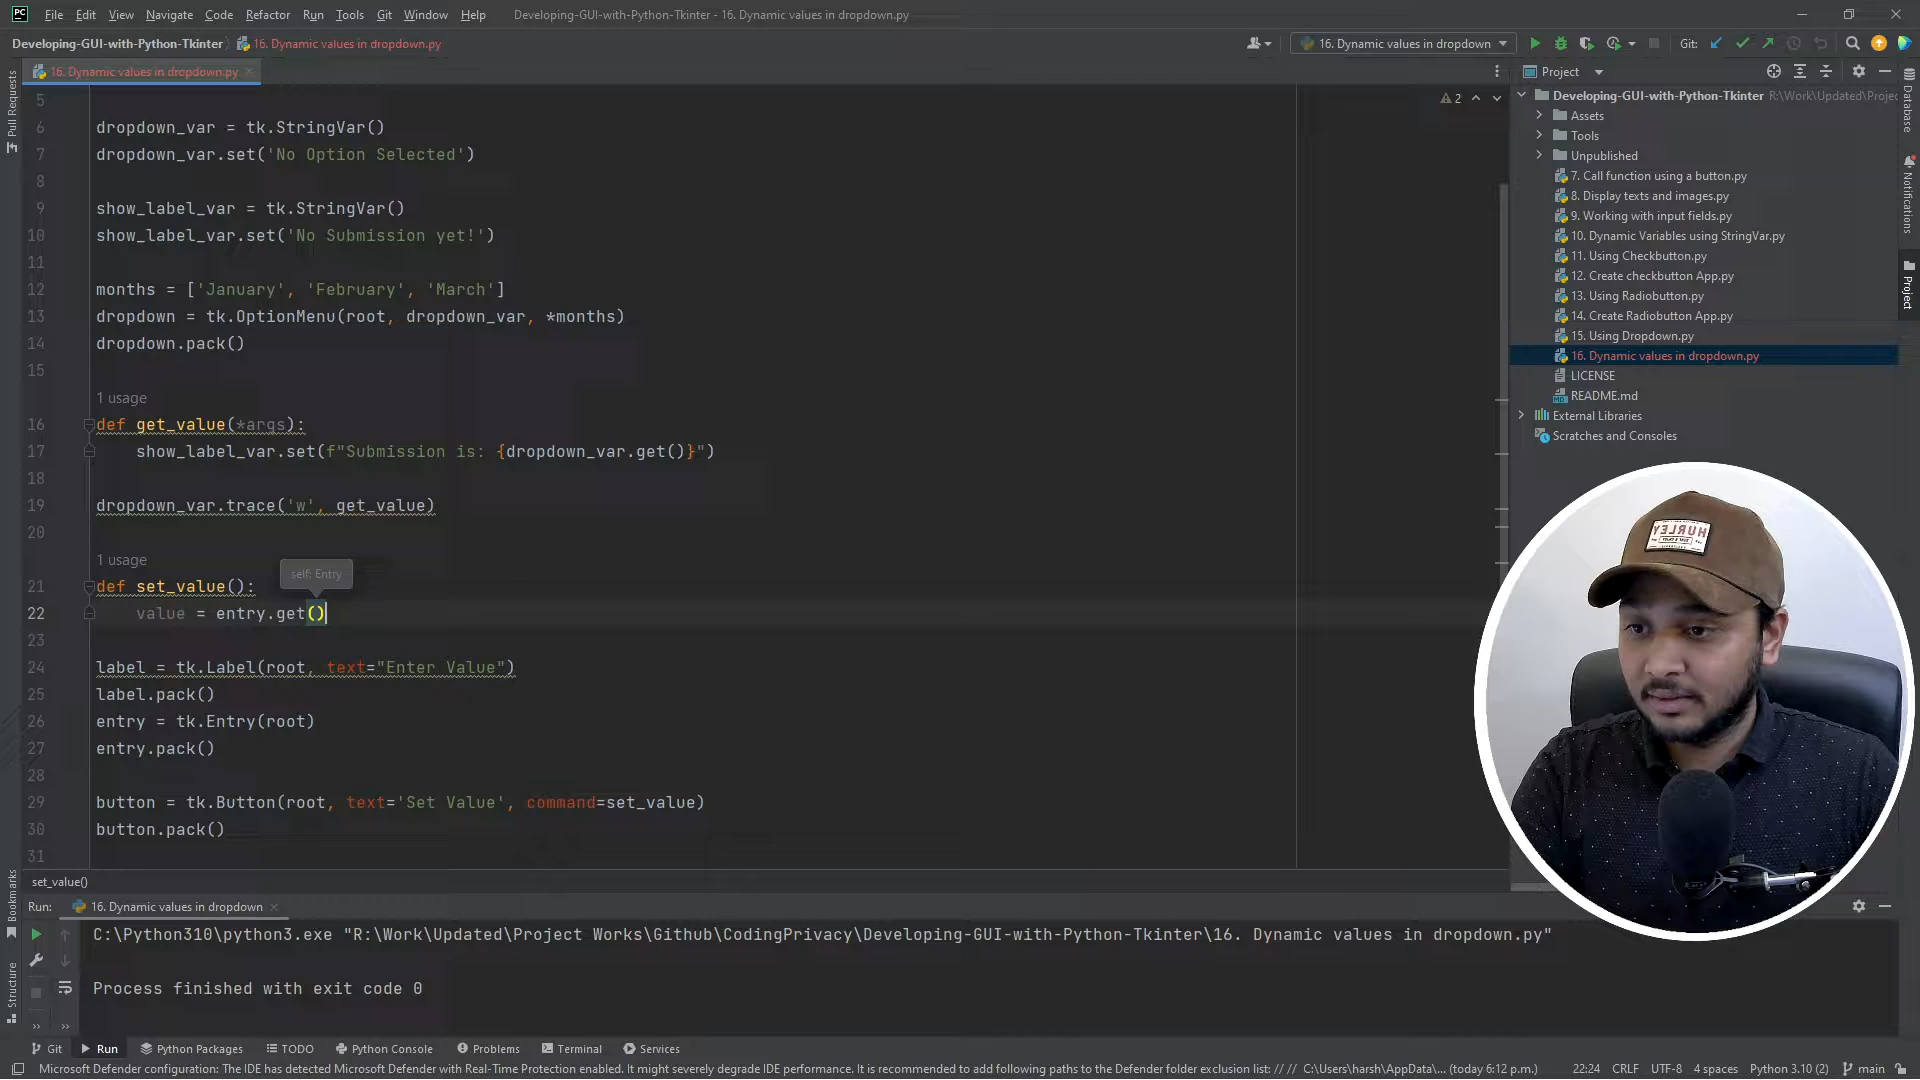 PC File Edit View Navigate Code Refactor Run Tools Git Window Help Developing-GUI-with-Python-Tkinter - 16. Dynamic values in dropdown.py
Developing-GUI-with-Python-Tkinter 16. Dynamic values in dropdown.py
16. Dynamic values in dropdown Git:
16. Dynamic values in dropdown.py
Project
Pull Requests
2
5
6 dropdown_var = tk.StringVar()
7 dropdown_var.set('No Option Selected')
8
9 show_label_var = tk.StringVar()
10 show_label_var.set('No Submission yet!')
11
12 months = ['January', 'February', 'March']
13 dropdown = tk.OptionMenu(root, dropdown_var, *months)
14 dropdown.pack()
15
1 usage
16 def get_value(*args):
17 show_label_var.set(f"Submission is: {dropdown_var.get()}")
18
19 dropdown_var.trace('w', get_value)
20
1 usage
self: Entry
21 def set_value():
22 value = entry.get()
23
24 label = tk.Label(root, text="Enter Value")
25 label.pack()
26 entry = tk.Entry(root)
27 entry.pack()
28
29 button = tk.Button(root, text='Set Value', command=set_value)
30 button.pack()
31
set_value()
Developing-GUI-with-Python-Tkinter R:\Work\Updated\Projec
Assets
Tools
Unpublished
7. Call function using a button.py
8. Display texts and images.py
9. Working with input fields.py
10. Dynamic Variables using StringVar.py
11. Using Checkbutton.py
12. Create checkbutton App.py
13. Using Radiobutton.py
14. Create Radiobutton App.py
15. Using Dropdown.py
16. Dynamic values in dropdown.py
LICENSE
README.md
External Libraries
Scratches and Consoles
Database
Notifications
Project
HURLEY
Bookmarks
Structure
Run: 16. Dynamic values in dropdown
C:\Python310\python3.exe "R:\Work\Updated\Project Works\Github\CodingPrivacy\Developing-GUI-with-Python-Tkinter\16. Dynamic values in dropdown.py"
Process finished with exit code 0
Git Run Python Packages TODO Python Console Problems Terminal Services
Microsoft Defender configuration: The IDE has detected Microsoft Defender with Real-Time Protection enabled. It might severely degrade IDE performance. It is recommended to add following paths to the Defender folder exclusion list: // // C:\Users\harsh\AppData\... (today 6:12 p.m.) 22:24 CRLF UTF-8 4 spaces Python 3.10 (2) main